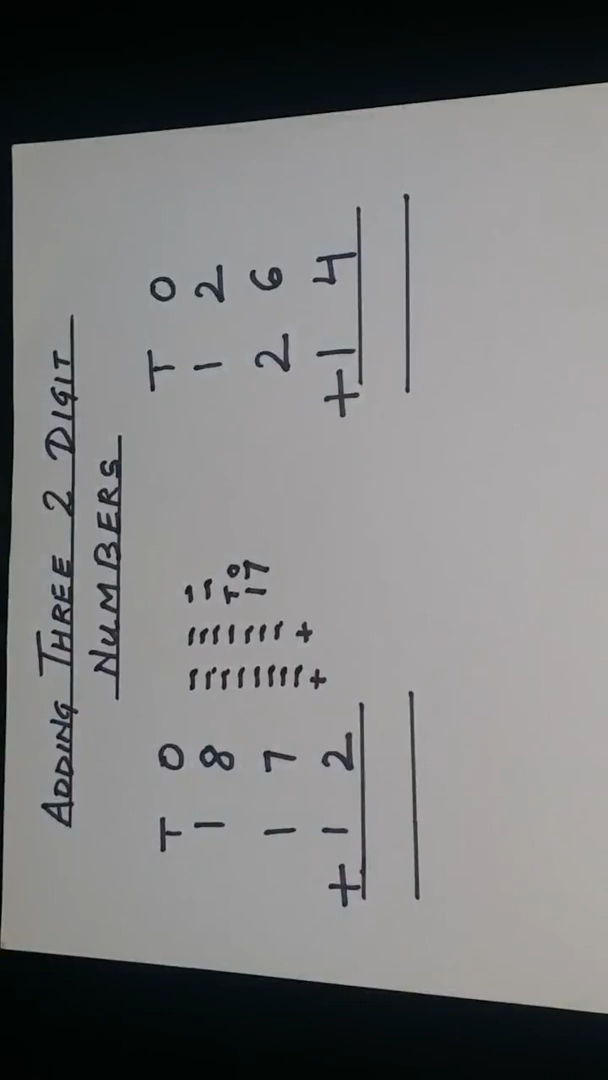 ADDING THREE 2 DIGIT
NUMBERS
T O
1 8
1 7
+ 1 2
+ +
T O
1 7
T O
1 2
2 6
+ 1 4